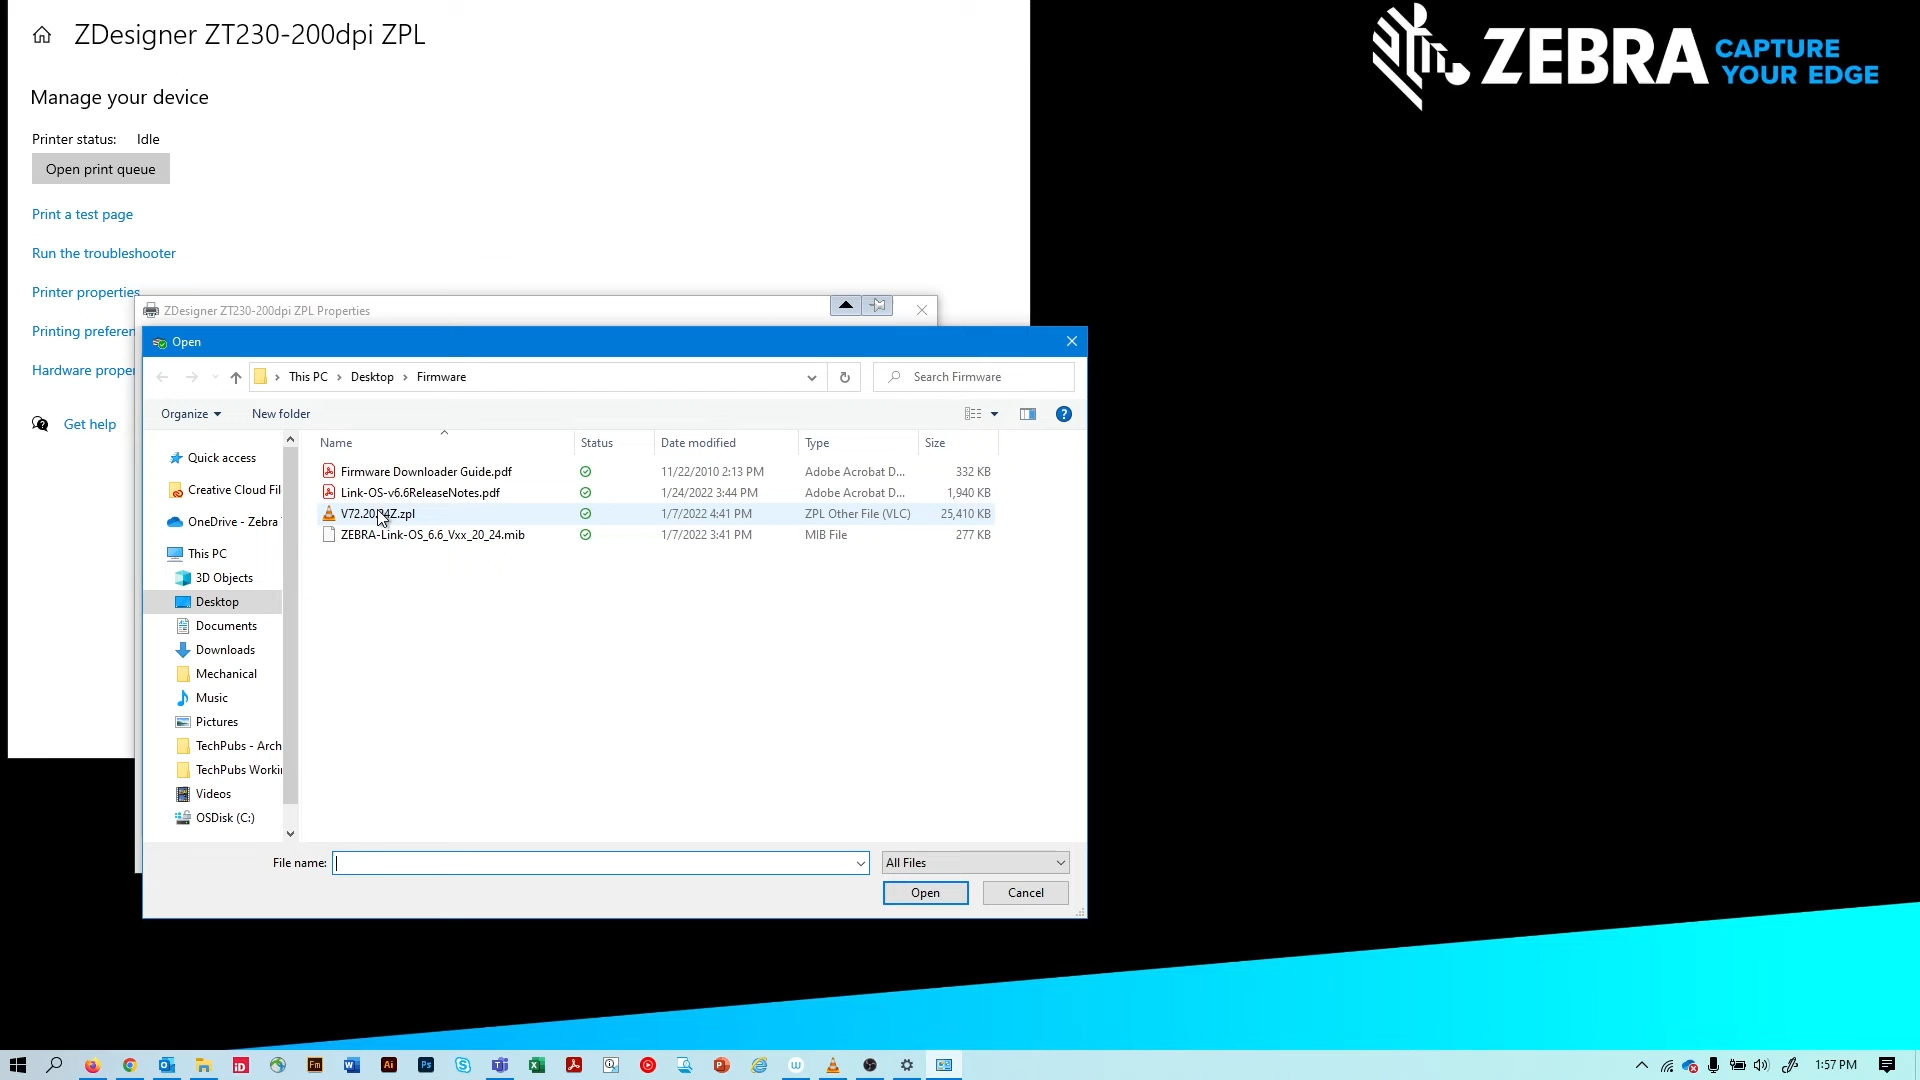 ZDesigner ZT230-200dpi ZPL
ZEBRA CAPTURE YOUR EDGE
Manage your device
Printer status: Idle
Open print queue
Print a test page
Run the troubleshooter
Printer properties
Printing preferen
Hardware proper
Get help
ZDesigner ZT230-200dpi ZPL Properties
Open
This PC > Desktop > Firmware
Search Firmware
Organize
New folder
Name Status Date modified Type Size
Firmware Downloader Guide.pdf 11/22/2010 2:13 PM Adobe Acrobat D... 332 KB
Link-OS-v6.6ReleaseNotes.pdf 1/24/2022 3:44 PM Adobe Acrobat D... 1,940 KB
1/7/2022 4:41 PM ZPL Other File (VLC) 25,410 KB
ZEBRA-Link-OS_6.6_Vxx_20_24.mib 1/7/2022 3:41 PM MIB File 277 KB
Quick access
Creative Cloud Fil
OneDrive - Zebra
This PC
3D Objects
Desktop
Documents
Downloads
Mechanical
Music
Pictures
TechPubs - Arch
TechPubs Workin
Videos
OSDisk (C:)
File name:
All Files
Open
Cancel
1:57 PM